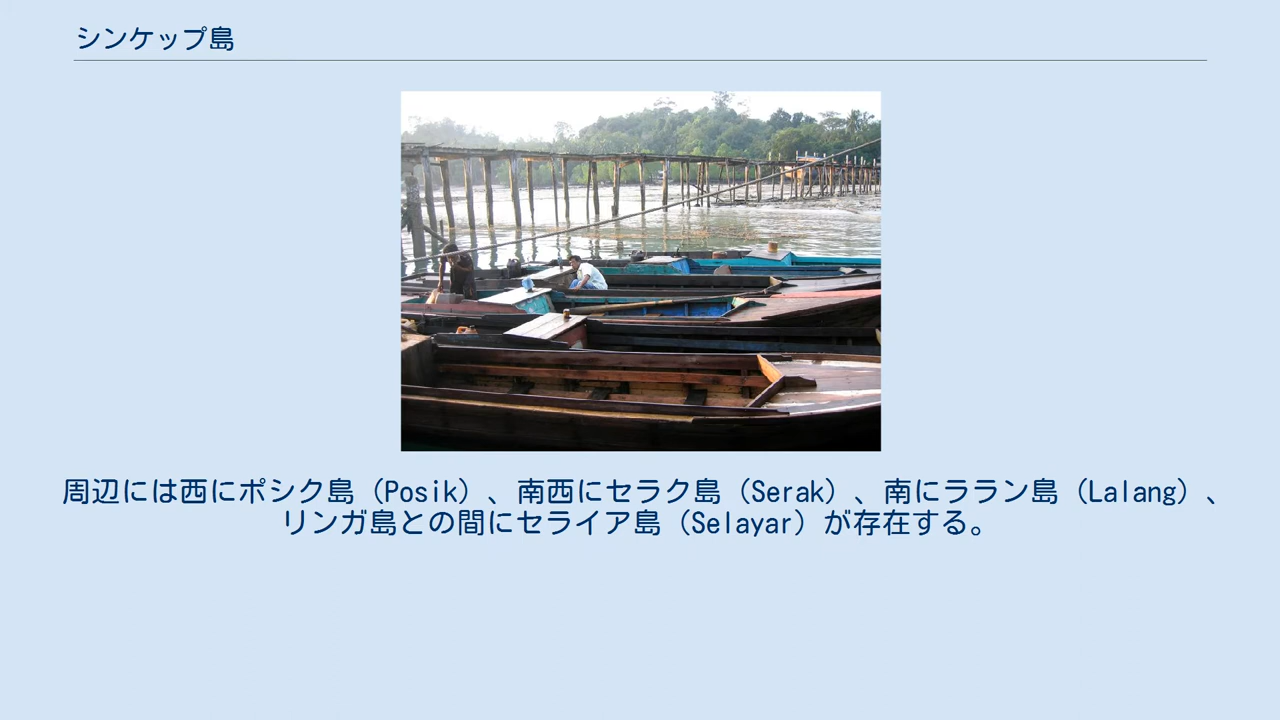 シンケップ島
周辺には西にポシク島（Posik）、南西にセラク島（Serak）、南にララン島（Lalang）、
リンガ島との間にセライア島（Selayar）が存在する。